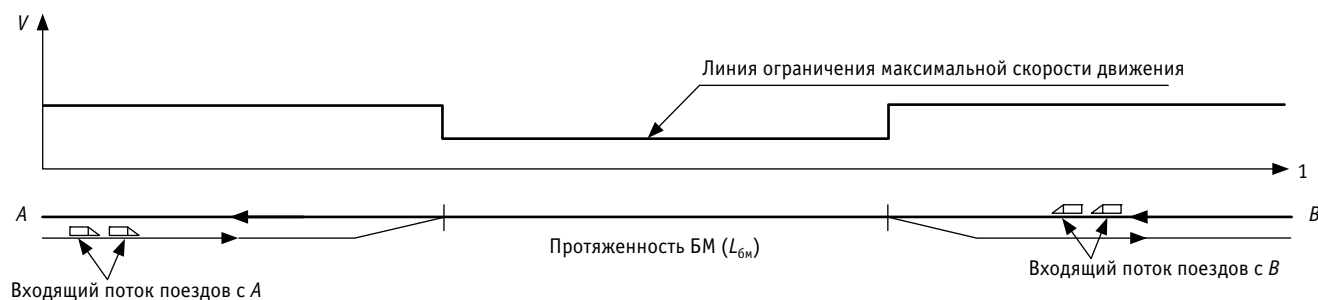 V
Линия ограничения максимальной скорости движения
1
A
B
Протяженность БМ (Lбм)
Входящий поток поездов с B
Входящий поток поездов с A